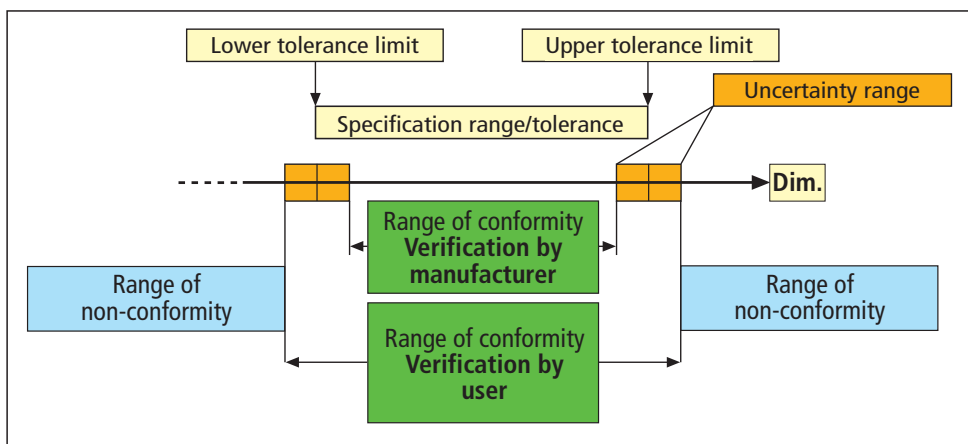 Lower tolerance limit
Upper tolerance limit
Uncertainty range
Specification range/tolerance
Dim.
Range of conformity
Verification by
manufacturer
Range of
non-conformity
Range of
non-conformity
Range of conformity
Verification by
user